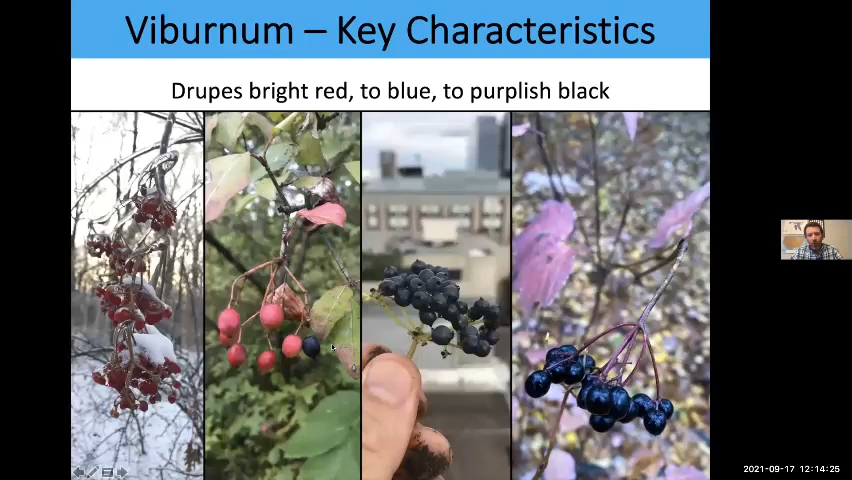 Viburnum – Key Characteristics
Drupes bright red, to blue, to purplish black
2021-09-17 12:14:25